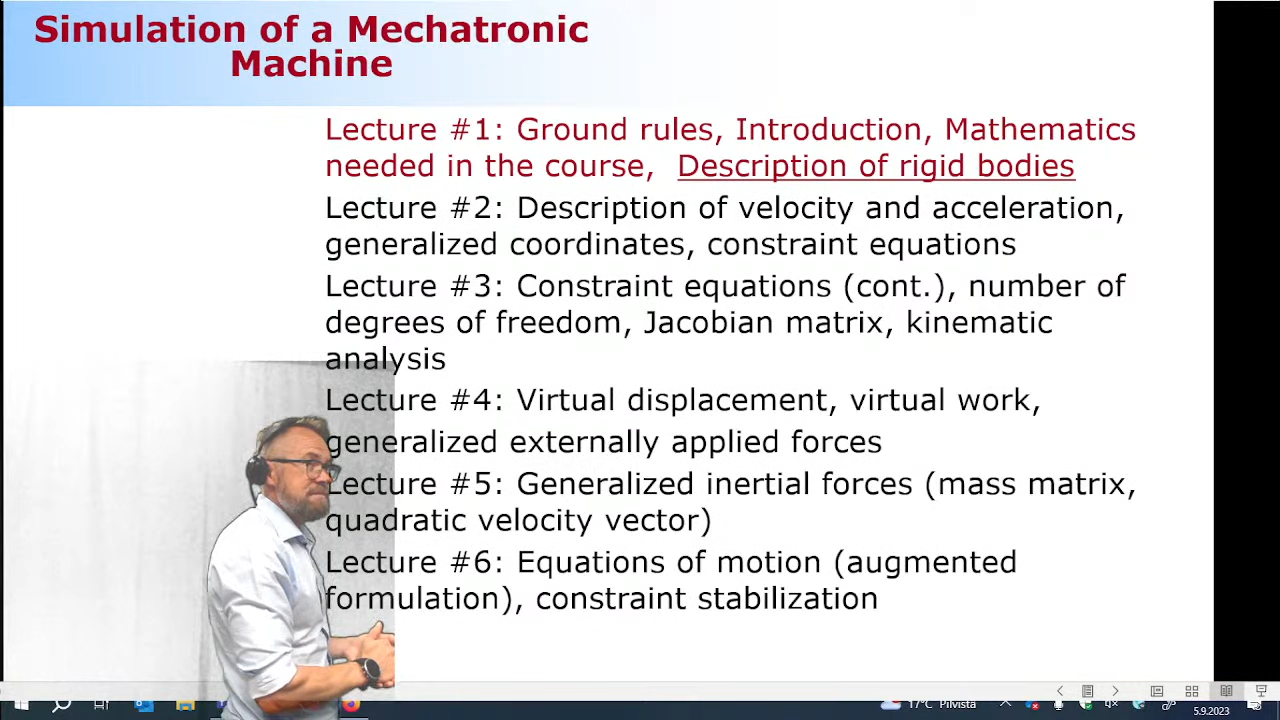 Simulation of a Mechatronic
Machine
Lecture #1: Ground rules, Introduction, Mathematics
needed in the course, Description of rigid bodies
Lecture #2: Description of velocity and acceleration,
generalized coordinates, constraint equations
Lecture #3: Constraint equations (cont.), number of
degrees of freedom, Jacobian matrix, kinematic
analysis
Lecture #4: Virtual displacement, virtual work,
generalized externally applied forces
Lecture #5: Generalized inertial forces (mass matrix,
quadratic velocity vector)
Lecture #6: Equations of motion (augmented
formulation), constraint stabilization
17°C Pilvistä
5.9.2023